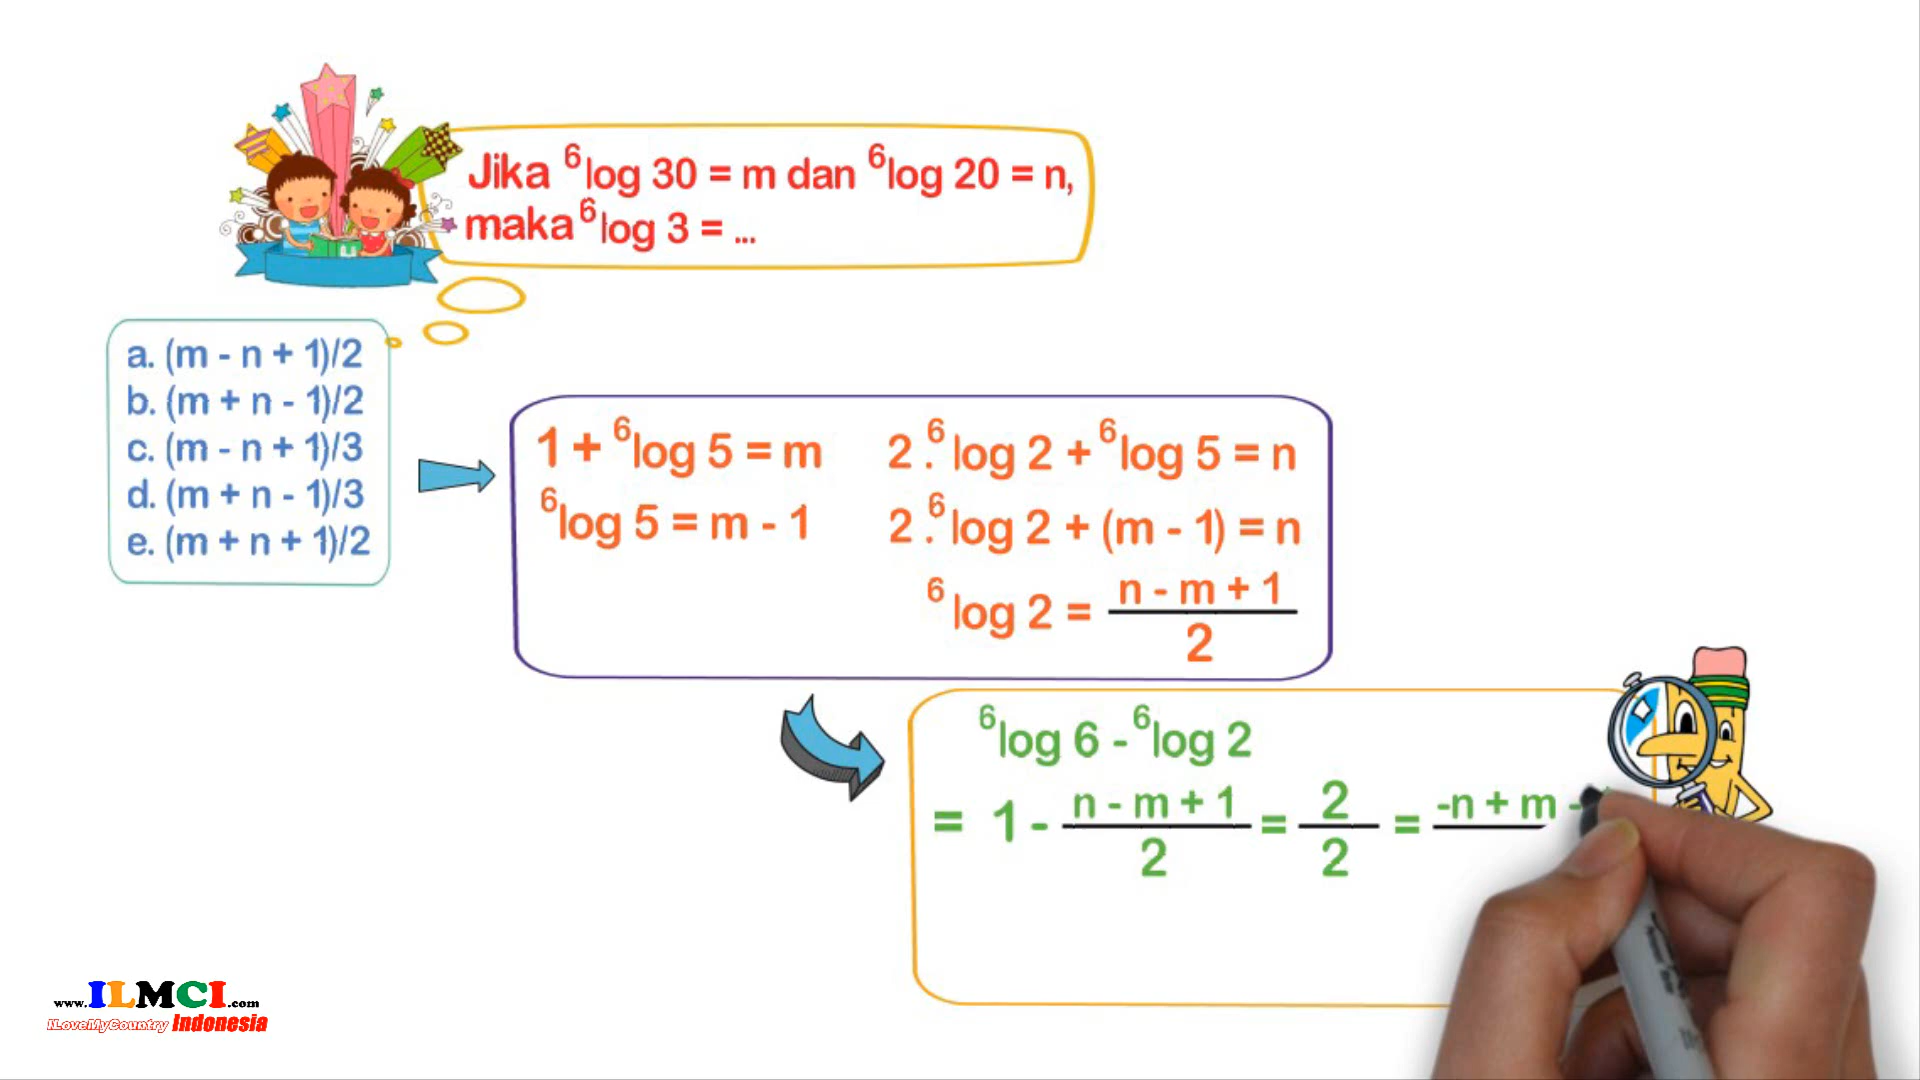 Jika ⁶log 30 = m dan ⁶log 20 = n,
maka ⁶log 3 = ...
a. (m - n + 1)/2
b. (m + n - 1)/2
c. (m - n + 1)/3
d. (m + n - 1)/3
e. (m + n + 1)/2
1 + ⁶log 5 = m
⁶log 5 = m - 1
2 . ⁶log 2 + ⁶log 5 = n
2 . ⁶log 2 + (m - 1) = n
⁶log 2 = n - m + 1
2
⁶log 6 - ⁶log 2
= 1 - n - m + 1 = 2 = -n + m -
2 2
www.ILMCI.com
ILoveMyCountry Indonesia